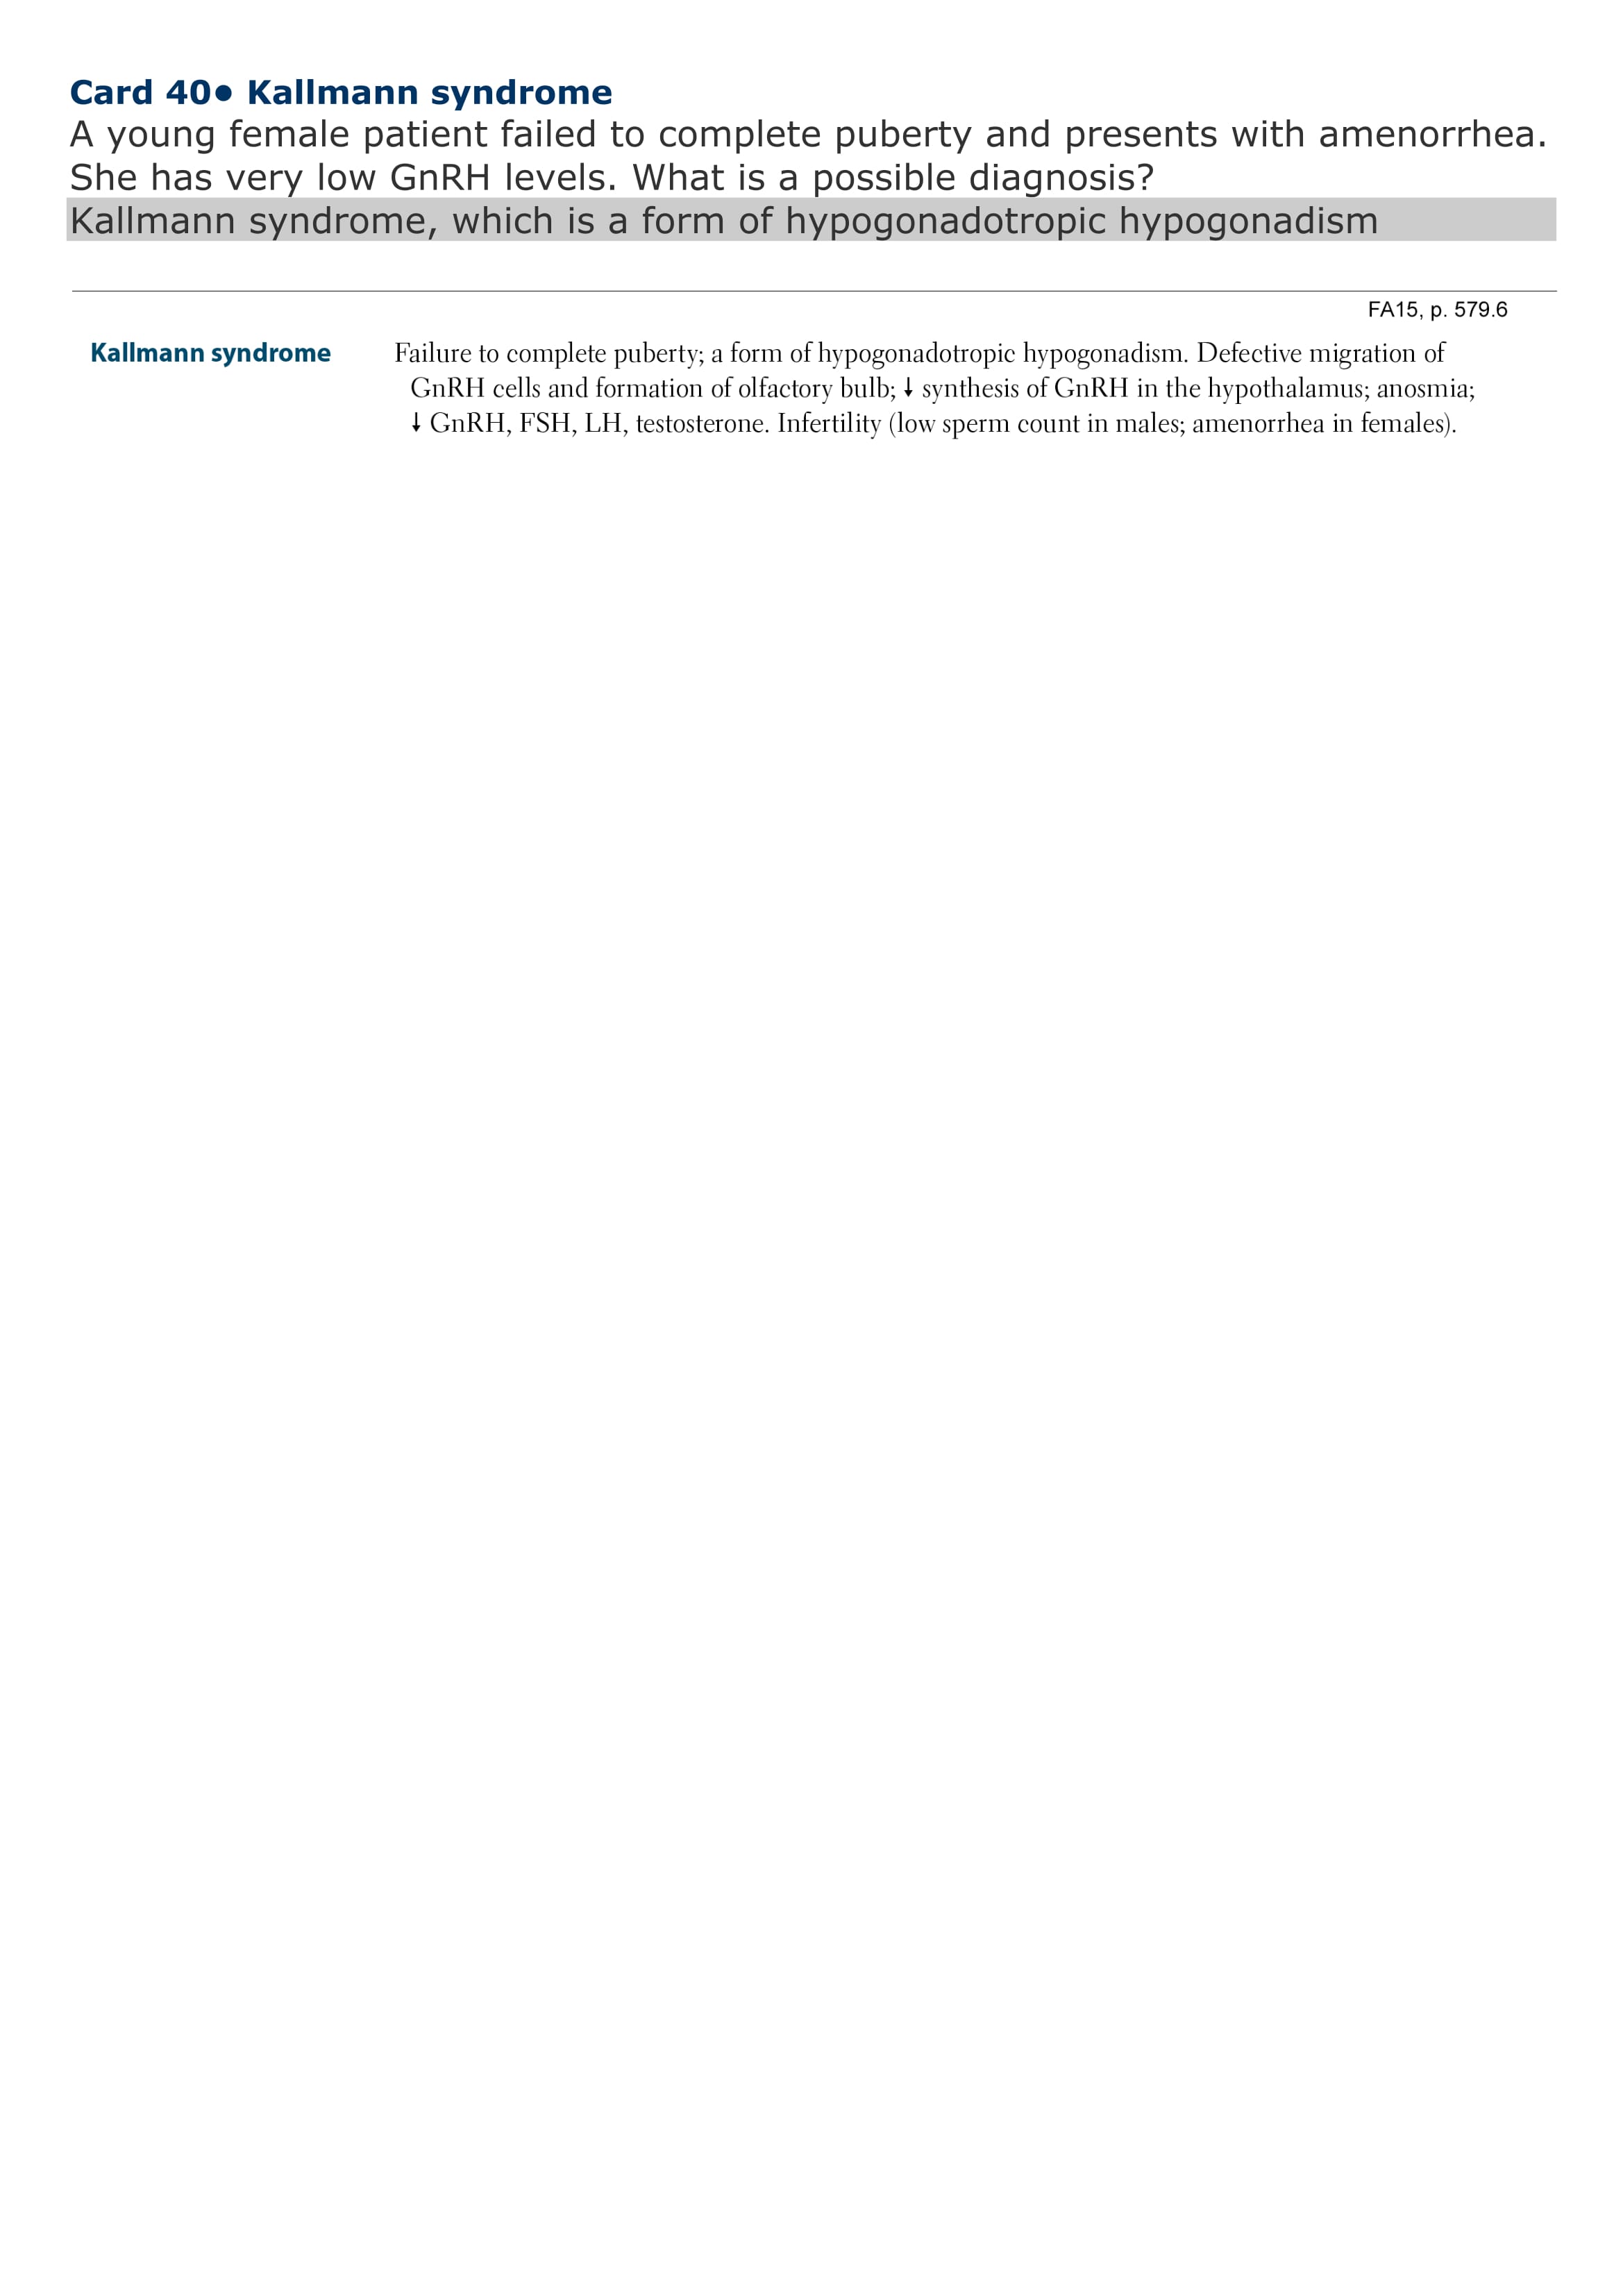 Card 40● Kallmann syndrome
A young female patient failed to complete puberty and presents with amenorrhea.
She has very low GnRH levels. What is a possible diagnosis?
Kallmann syndrome, which is a form of hypogonadotropic hypogonadism
FA15, p. 579.6
Kallmann syndrome Failure to complete puberty; a form of hypogonadotropic hypogonadism. Defective migration of
GnRH cells and formation of olfactory bulb; ↓ synthesis of GnRH in the hypothalamus; anosmia;
↓ GnRH, FSH, LH, testosterone. Infertility (low sperm count in males; amenorrhea in females).